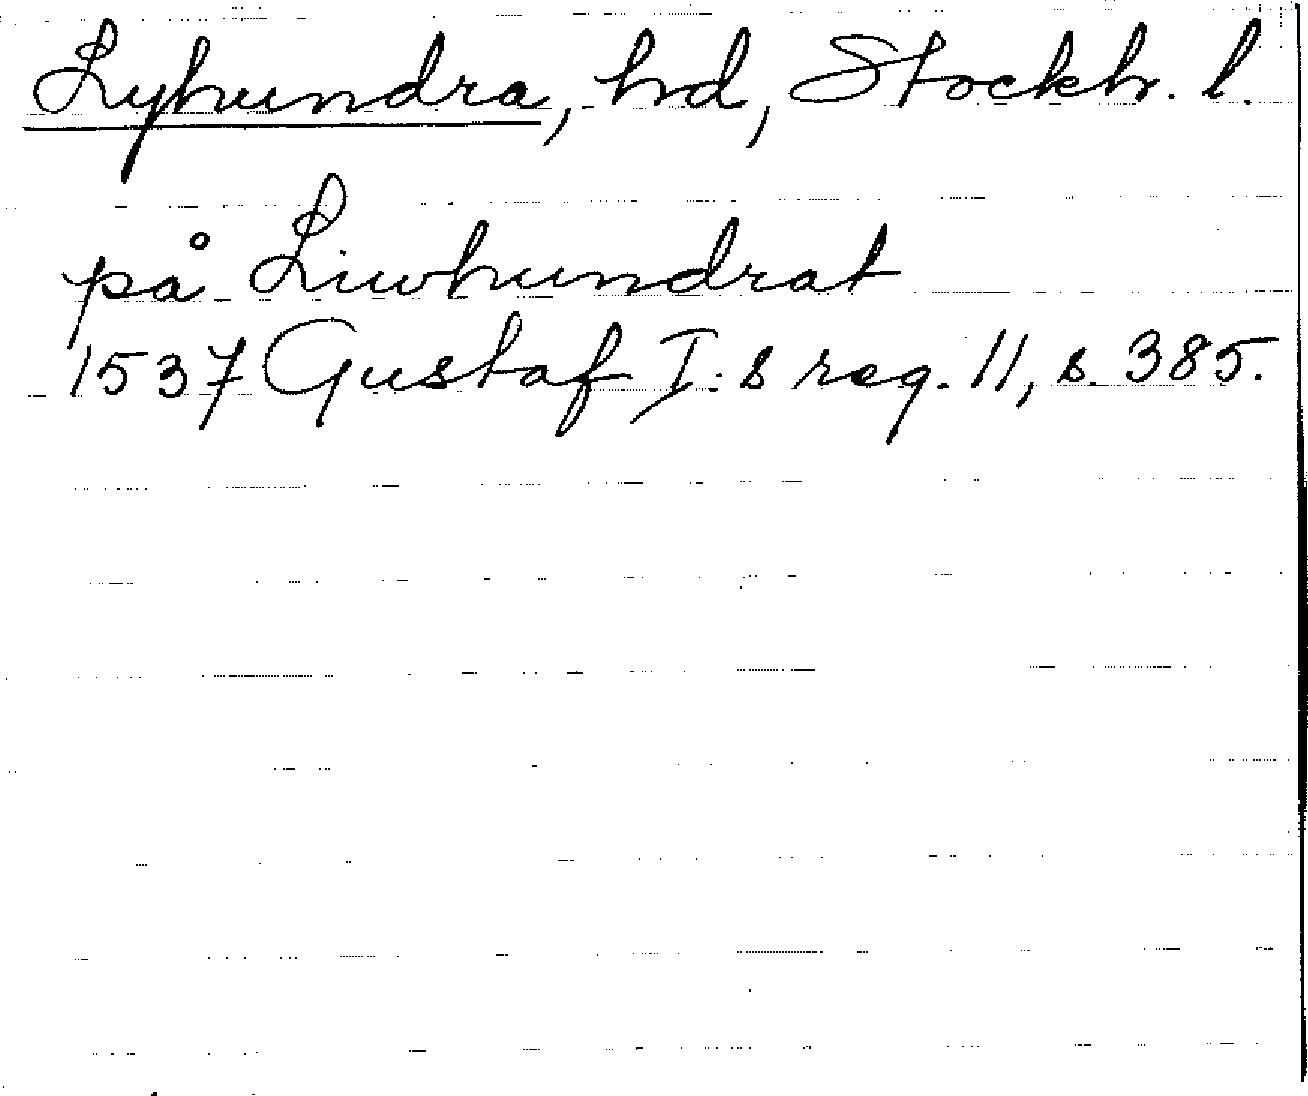 Lyhundra, hd, Stockh. l.
på Liwhundrat
1537 Gustaf I:s reg. 11, s. 385.